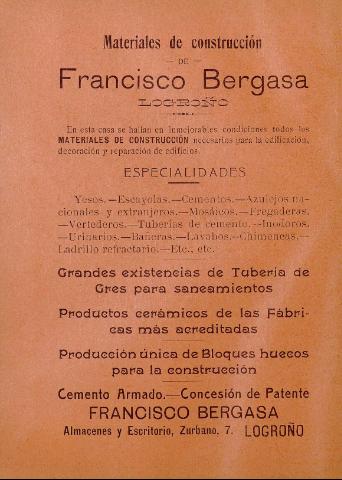 Materiales de construcción
DE
Francisco Bergasa
LOGROÑO
En esta casa se hallan en inmejorables condiciones todos los
MATERIALES DE CONSTRUCCIÓN necesarios para la edificación,
decoración y reparación de edificios.
ESPECIALIDADES
Yesos.—Escayolas.—Cementos.—Azulejos na-
cionales y extranjeros.—Mosáicos.—Fregaderas.
—Vertederos.—Tuberías de cemento.—Inodoros.
—Urinarios.—Bañeras.—Lavabos.—Chimeneas.—
Ladrillo refractario.—Etc., etc.
Grandes existencias de Tubería de
Gres para saneamientos
Productos cerámicos de las Fábri-
cas más acreditadas
Producción única de Bloques huecos
para la construcción
Cemento Armado.—Concesión de Patente
FRANCISCO BERGASA
Almacenes y Escritorio, Zurbano, 7. LOGROÑO